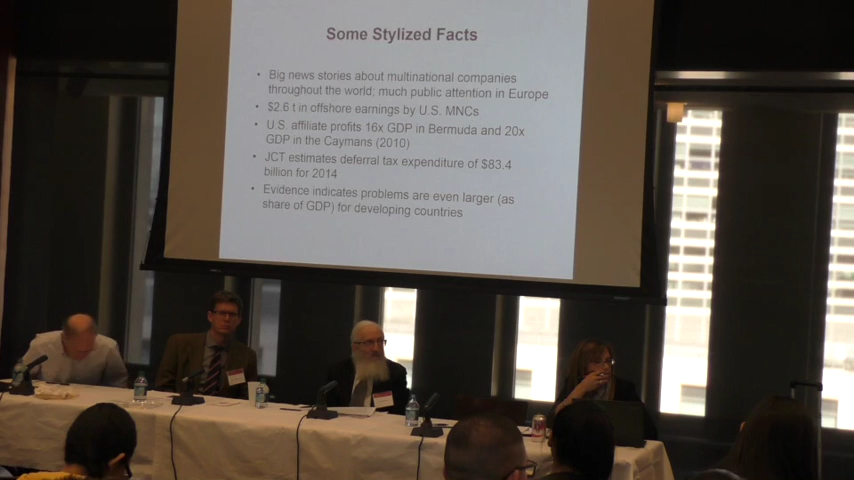 Some Stylized Facts
• Big news stories about multinational companies
throughout the world; much public attention in Europe
• $2.6 t in offshore earnings by U.S. MNCs
• U.S. affiliate profits 16x GDP in Bermuda and 20x
GDP in the Caymans (2010)
• JCT estimates deferral tax expenditure of $83.4
billion for 2014
• Evidence indicates problems are even larger (as
share of GDP) for developing countries